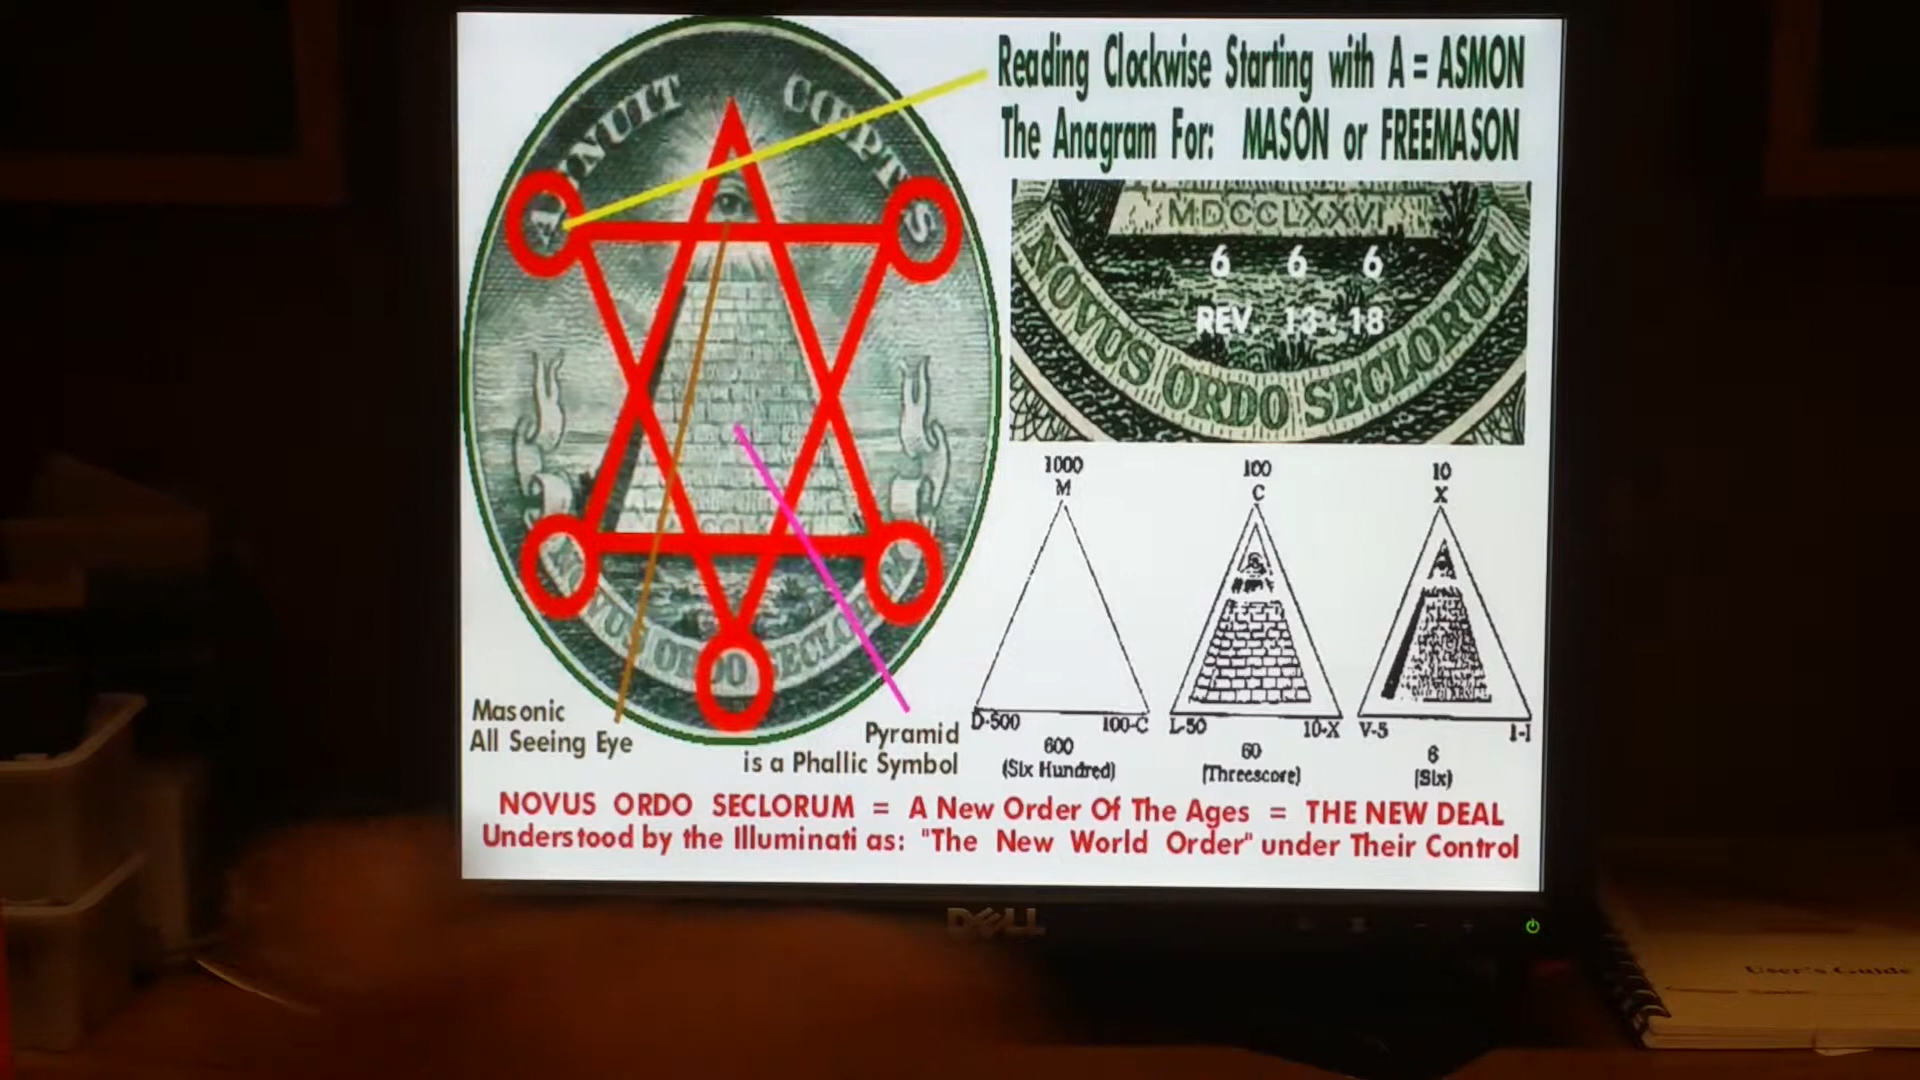 Reading Clockwise Starting with A = ASMON
The Anagram For: MASON or FREEMASON
ANNUIT CŒPTIS
MDCCLXXVI
6 6 6
REV. 13:18
NOVUS ORDO SECLORUM
NOVUS ORDO SECLORUM
1000
M
D-500 100-C
600
(Six Hundred)
100
C
L-50 10-X
60
(Threescore)
10
X
V-5 1-I
6
(Six)
Masonic
All Seeing Eye
Pyramid
is a Phallic Symbol
NOVUS ORDO SECLORUM = A New Order Of The Ages = THE NEW DEAL
Understood by the Illuminati as: "The New World Order" under Their Control
DELL
User's Guide